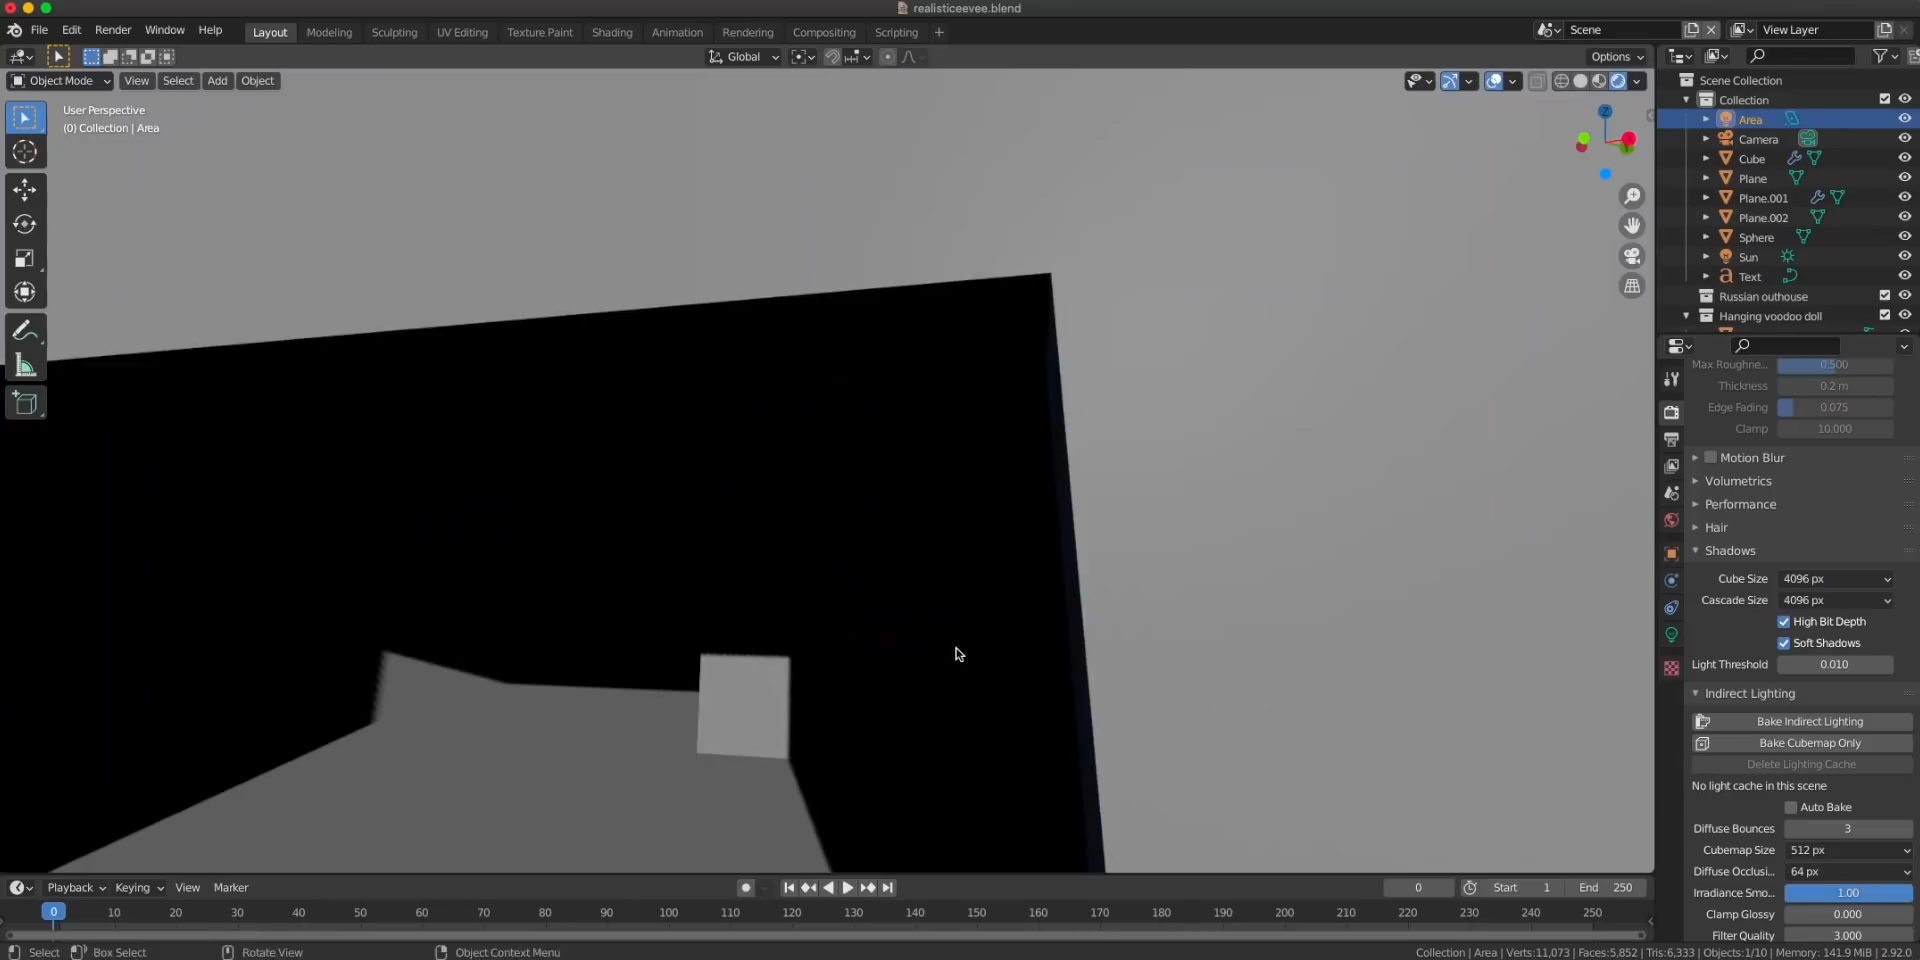 realisticeevee.blend
File Edit Render Window Help Layout Modeling Sculpting UV Editing Texture Paint Shading Animation Rendering Compositing Scripting + Scene View Layer
Global Options
Object Mode View Select Add Object
User Perspective
(0) Collection | Area
Z
Scene Collection
Collection
Area
Camera
Cube
Plane
Plane.001
Plane.002
Sphere
Sun
Text
Russian outhouse
Hanging voodoo doll
Max Roughne... 0.500
Thickness 0.2 m
Edge Fading 0.075
Clamp 10.000
Motion Blur
Volumetrics
Performance
Hair
Shadows
Cube Size 4096 px
Cascade Size 4096 px
High Bit Depth
Soft Shadows
Light Threshold 0.010
Indirect Lighting
Bake Indirect Lighting
Bake Cubemap Only
Delete Lighting Cache
No light cache in this scene
Auto Bake
Diffuse Bounces 3
Cubemap Size 512 px
Diffuse Occlusi... 64 px
Irradiance Smo... 1.00
Clamp Glossy 0.000
Filter Quality 3.000
Playback Keying View Marker 0 Start 1 End 250
0 10 20 30 40 50 60 70 80 90 100 110 120 130 140 150 160 170 180 190 200 210 220 230 240 250
Select Box Select Rotate View Object Context Menu Collection | Area | Verts:11,073 | Faces:5,852 | Tris:6,333 | Objects:1/10 | Memory: 141.9 MiB | 2.92.0